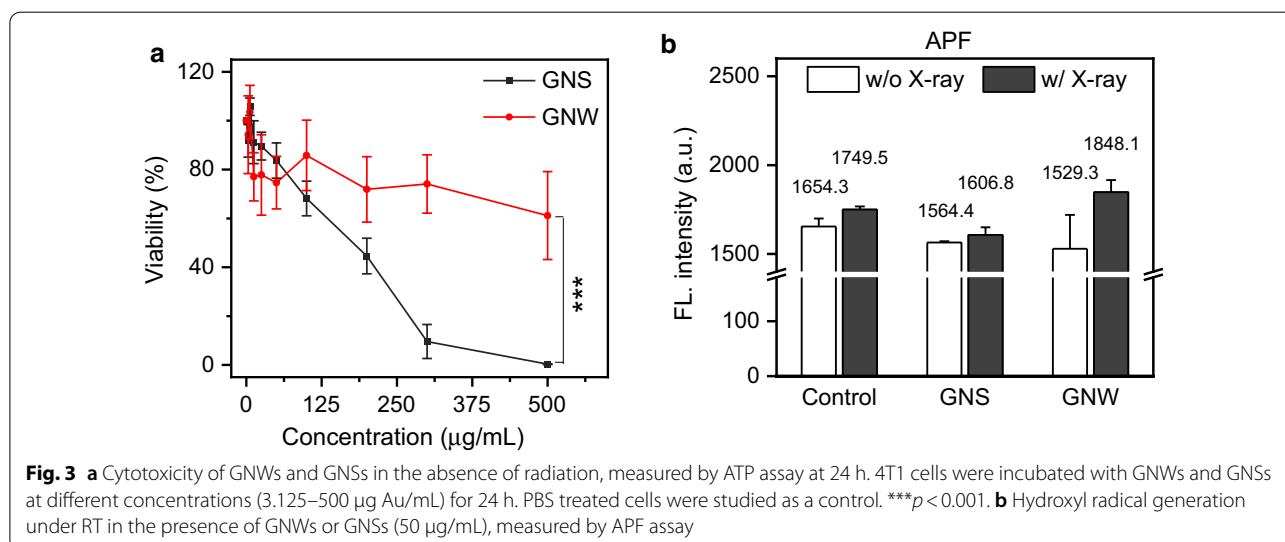 a
GNS
GNW
120
80
40
0
Viability (%)
***
0 125 250 375 500
Concentration (µg/mL)
b
APF
w/o X-ray w/ X-ray
2500
2000
1500
100
0
FL. intensity (a.u.)
1654.3
1749.5
1564.4
1606.8
1529.3
1848.1
Control GNS GNW
Fig. 3 a Cytotoxicity of GNWs and GNSs in the absence of radiation, measured by ATP assay at 24 h. 4T1 cells were incubated with GNWs and GNSs
at different concentrations (3.125–500 µg Au/mL) for 24 h. PBS treated cells were studied as a control. ***p < 0.001. b Hydroxyl radical generation
under RT in the presence of GNWs or GNSs (50 µg/mL), measured by APF assay